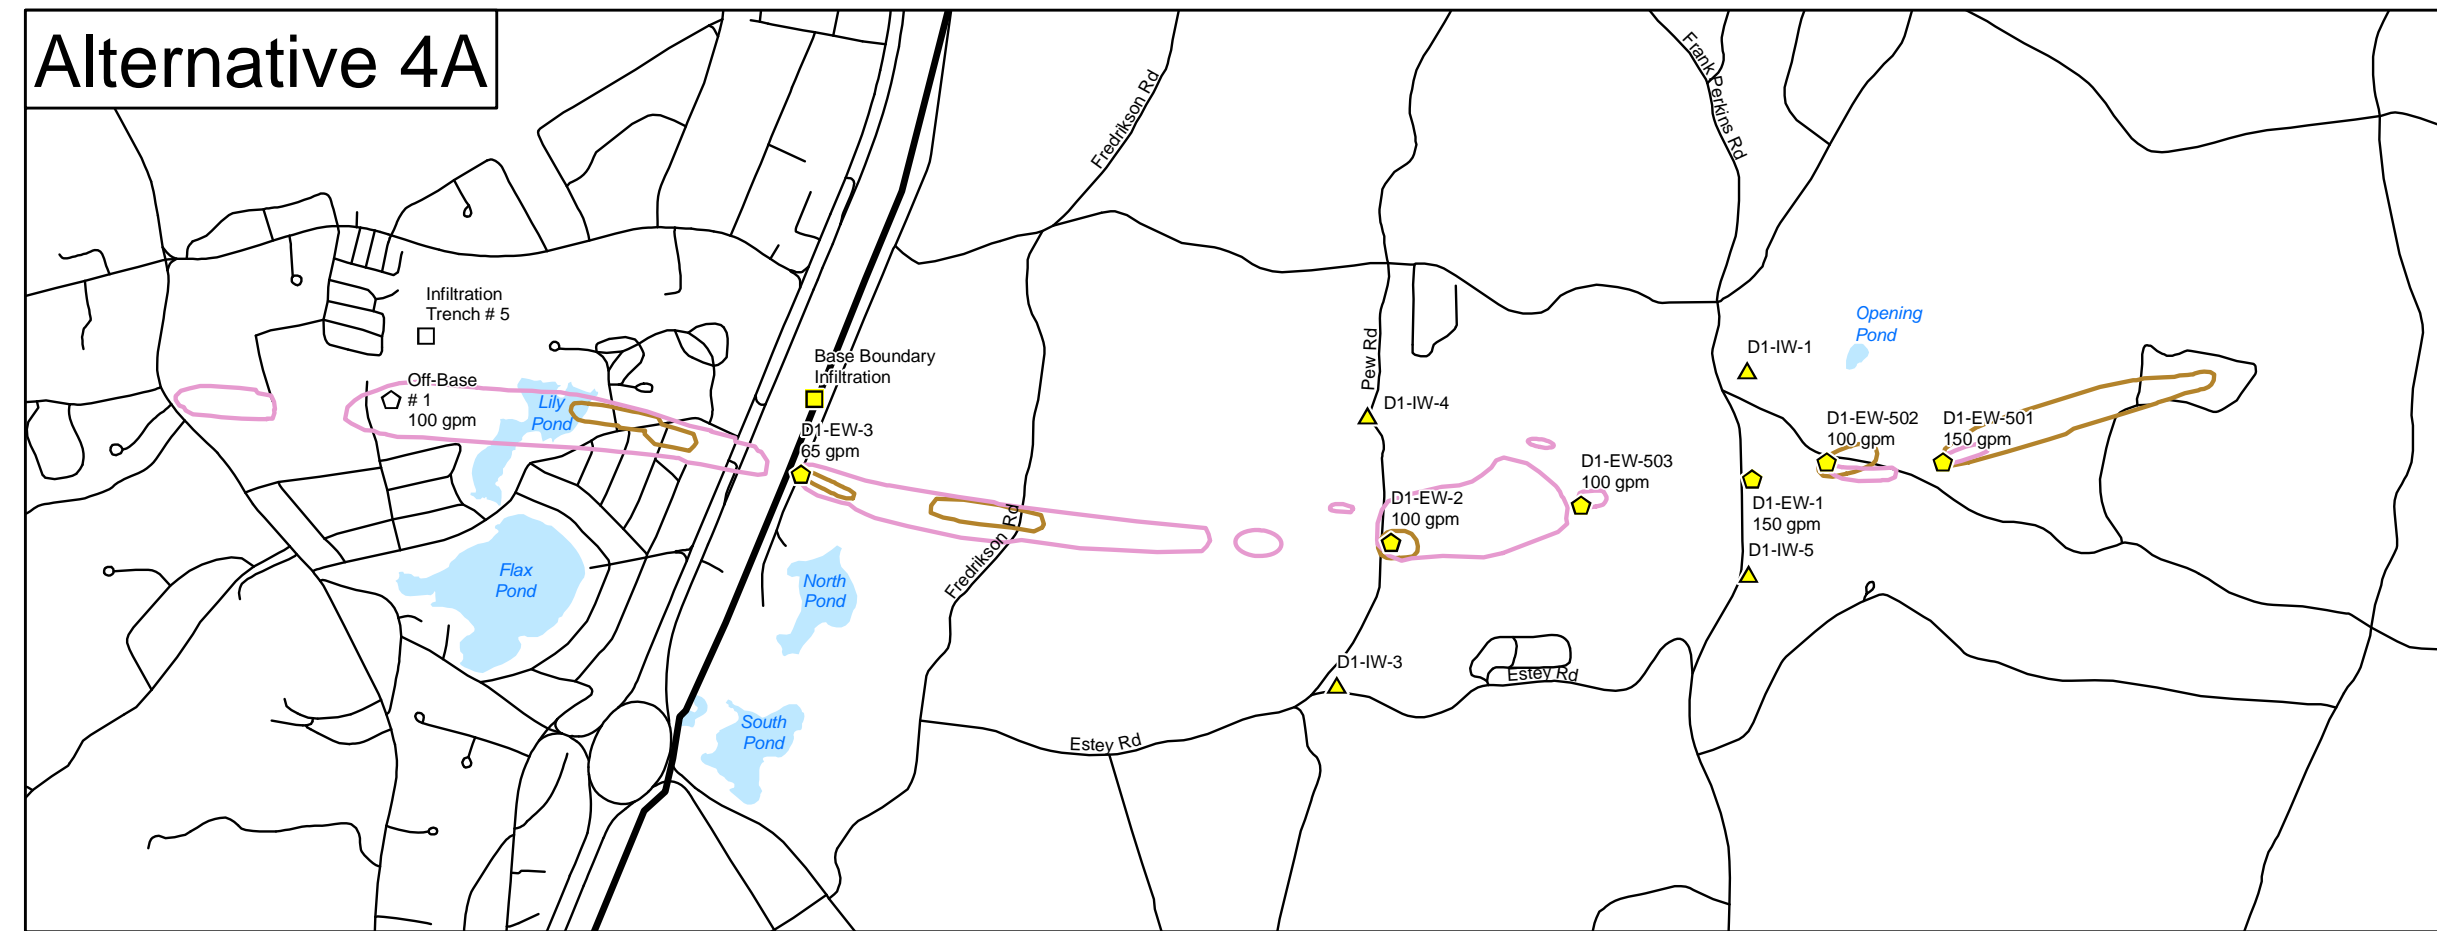 Alternative 4A
Fredrikson Rd
Frank Perkins Rd
Infiltration
Trench # 5
Off-Base
# 1
100 gpm
Lily
Pond
Base Boundary
Infiltration
D1-EW-3
65 gpm
Pew Rd
D1-IW-4
D1-IW-1
Opening
Pond
D1-EW-502
100 gpm
D1-EW-501
150 gpm
D1-EW-503
100 gpm
D1-EW-2
100 gpm
D1-EW-1
150 gpm
D1-IW-5
Flax
Pond
North
Pond
Fredrikson Rd
D1-IW-3
Estey Rd
South
Pond
Estey Rd